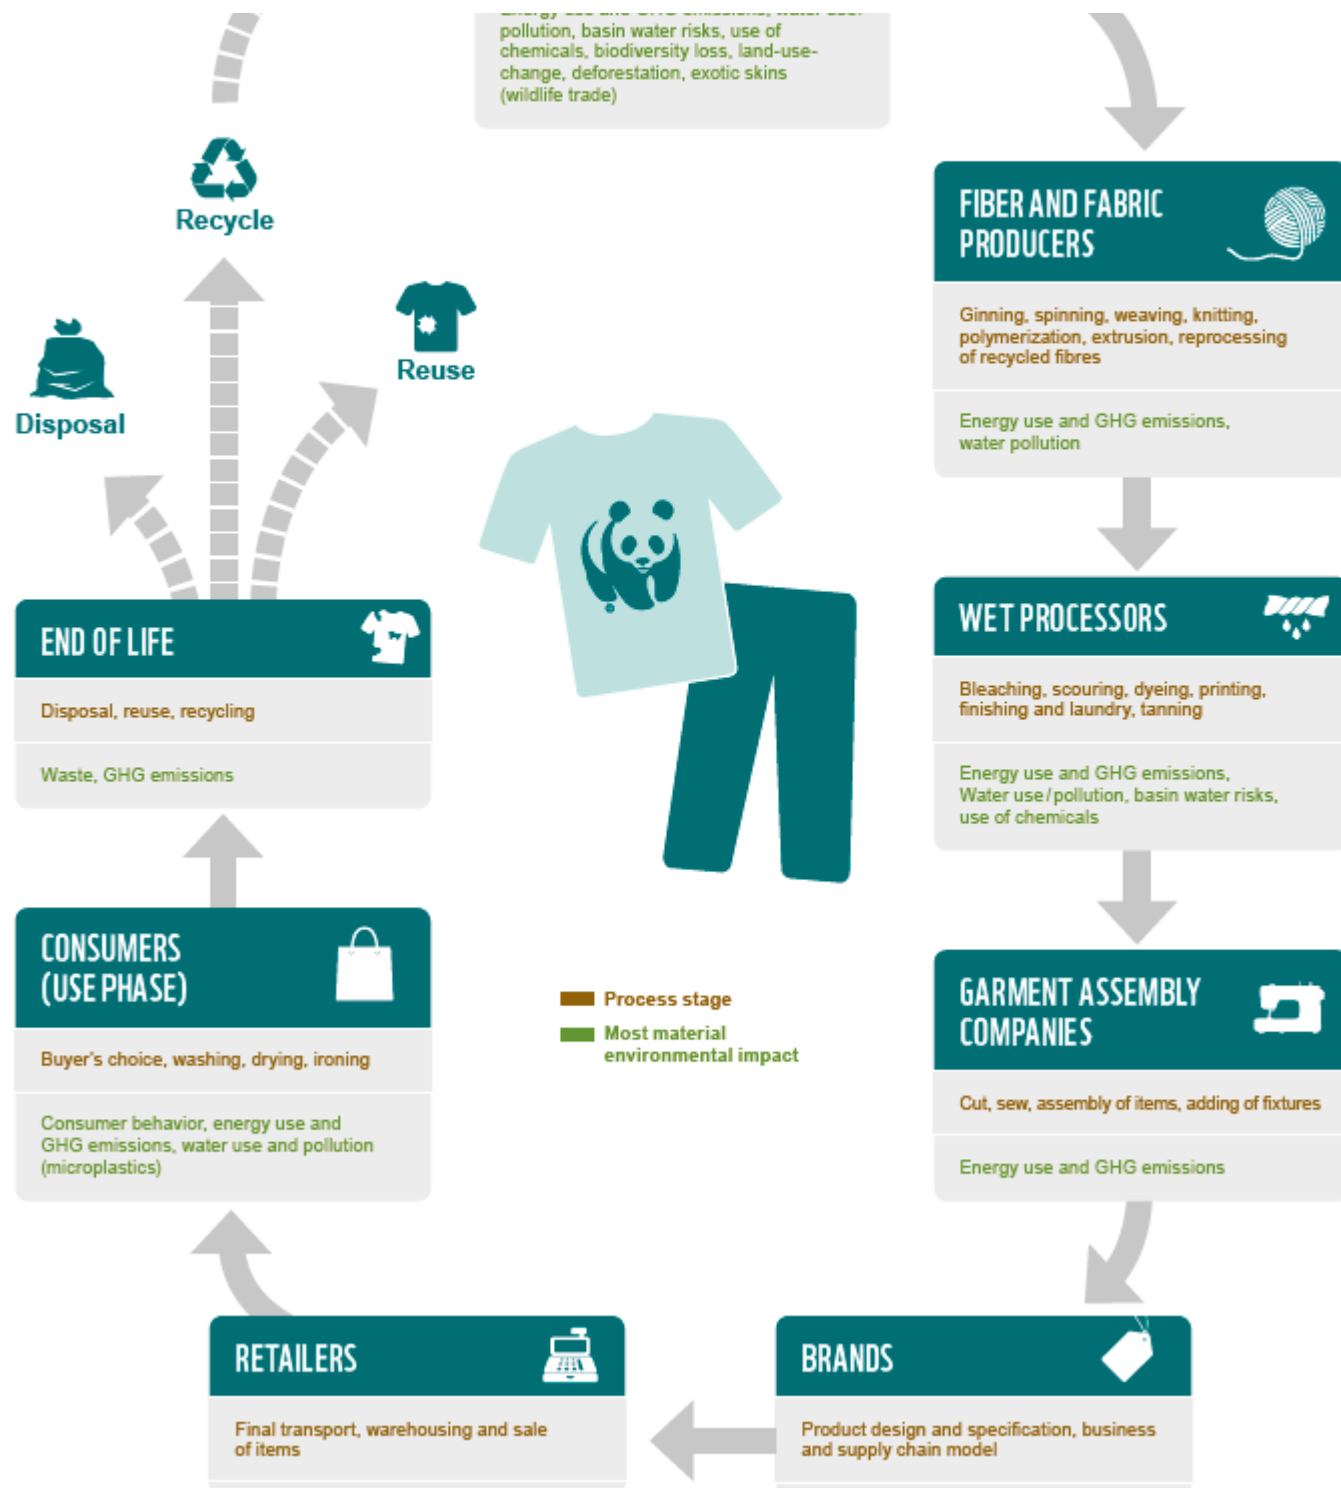 pollution, basin water risks, use of
chemicals, biodiversity loss, land-use-
change, deforestation, exotic skins
(wildlife trade)
Recycle
Reuse
Disposal
FIBER AND FABRIC
PRODUCERS
Ginning, spinning, weaving, knitting,
polymerization, extrusion, reprocessing
of recycled fibres
Energy use and GHG emissions,
water pollution
WET PROCESSORS
Bleaching, scouring, dyeing, printing,
finishing and laundry, tanning
Energy use and GHG emissions,
Water use/pollution, basin water risks,
use of chemicals
GARMENT ASSEMBLY
COMPANIES
Cut, sew, assembly of items, adding of fixtures
Energy use and GHG emissions
BRANDS
Product design and specification, business
and supply chain model
RETAILERS
Final transport, warehousing and sale
of items
CONSUMERS
(USE PHASE)
Buyer's choice, washing, drying, ironing
Consumer behavior, energy use and
GHG emissions, water use and pollution
(microplastics)
END OF LIFE
Disposal, reuse, recycling
Waste, GHG emissions
Process stage
Most material
environmental impact